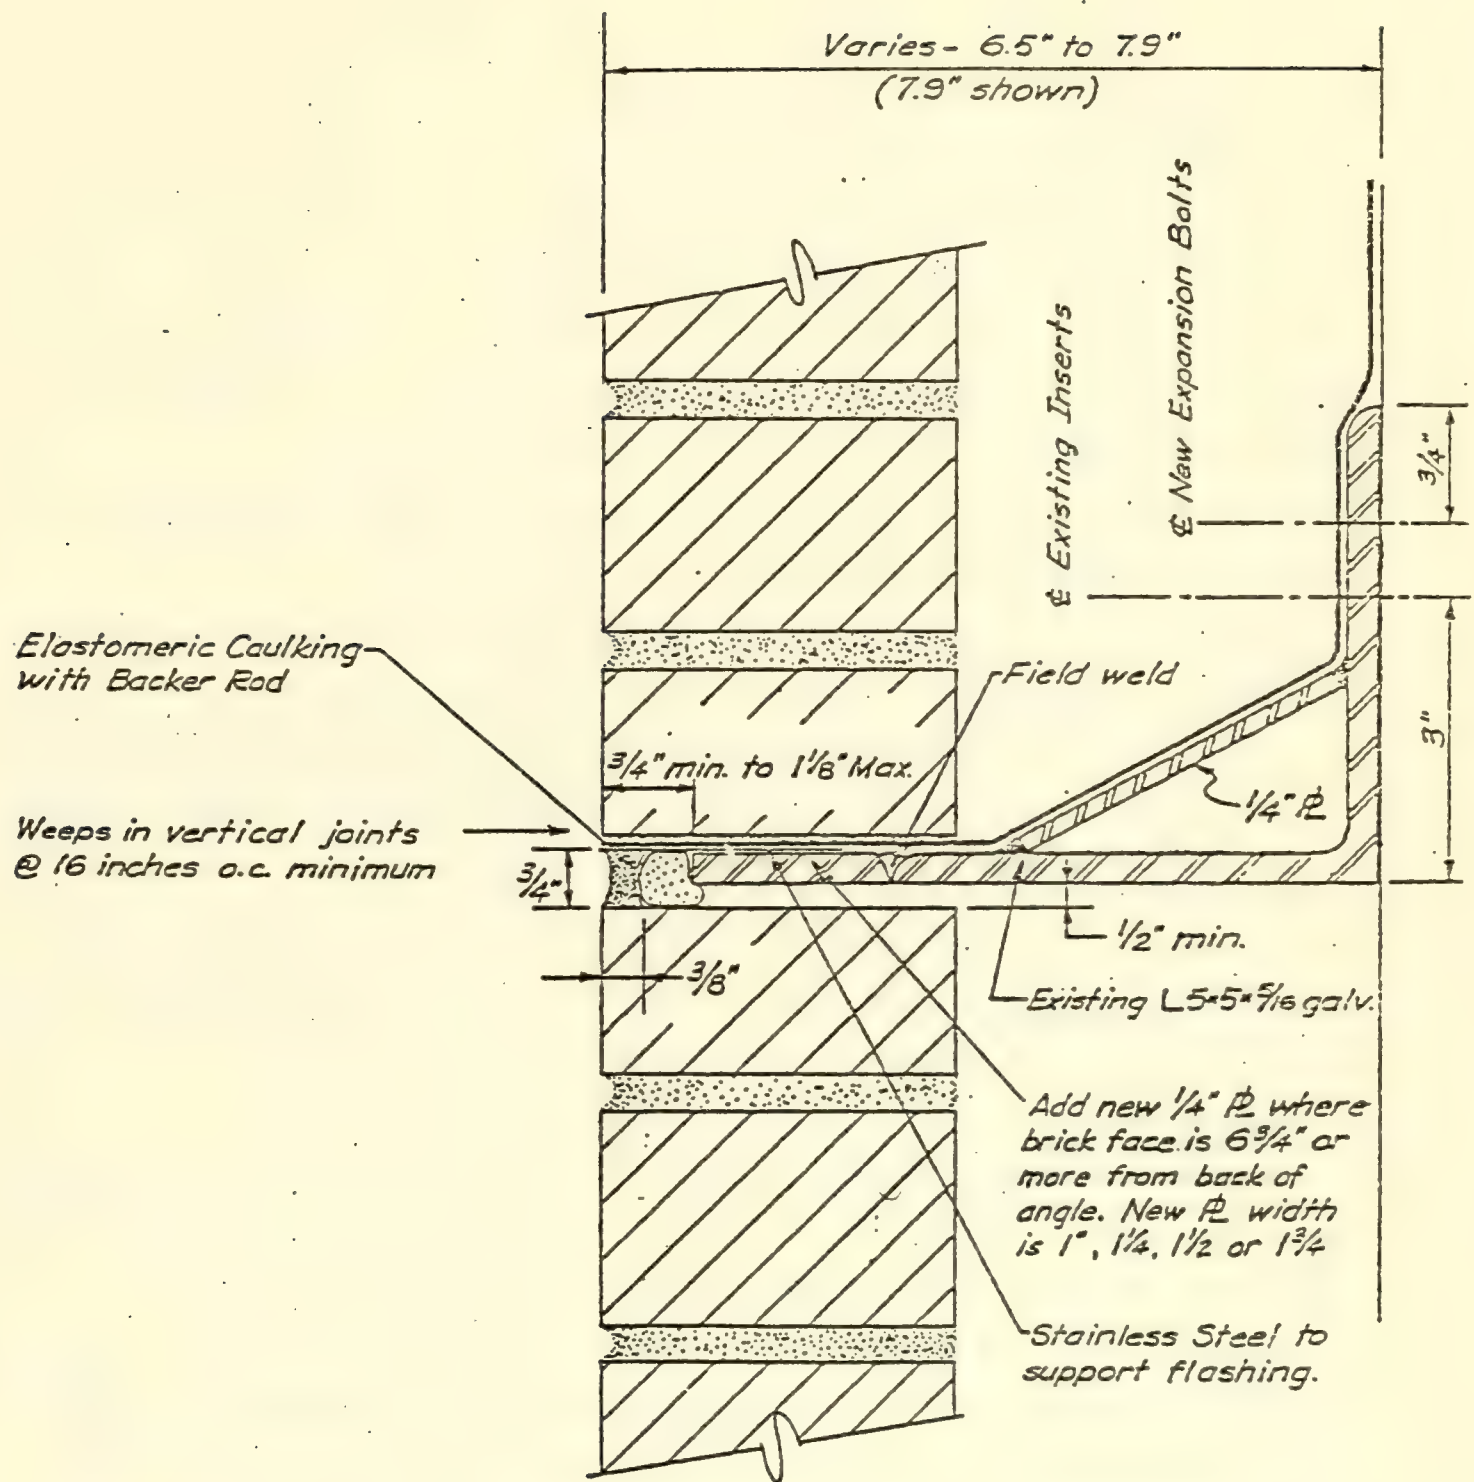 Varies - 6.5" to 7.9"
(7.9" shown)
℄ New Expansion Bolts
℄ Existing Inserts
3/4"
Elastomeric Caulking
with Backer Rod
Field weld
3"
3/4" min. to 1 1/8" Max.
1/4" ℙL
Weeps in vertical joints
@ 16 inches o.c. minimum
3/4"
1/2" min.
3/8"
Existing L 5×5×5/16 galv.
Add new 1/4" ℙL where
brick face is 6 3/4" or
more from back of
angle. New ℙL width
is 1", 1 1/4, 1 1/2 or 1 3/4
Stainless Steel to
support flashing.